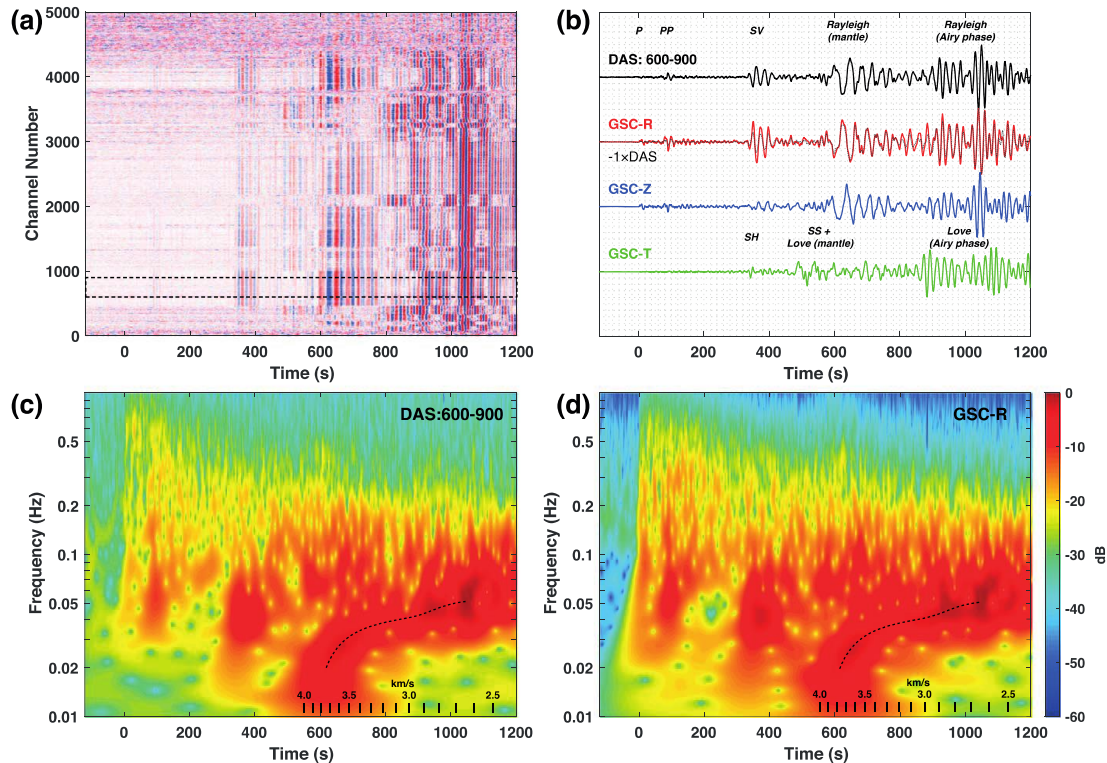 (a)
5000
4000
3000
2000
1000
0
Channel Number
0 200 400 600 800 1000 1200
Time (s)
(b)
P PP SV Rayleigh (mantle) Rayleigh (Airy phase)
DAS: 600-900
GSC-R
-1×DAS
GSC-Z
SH SS + Love (mantle) Love (Airy phase)
GSC-T
0 200 400 600 800 1000 1200
Time (s)
(c)
DAS:600-900
0.5
0.2
0.1
0.05
0.02
0.01
Frequency (Hz)
km/s
4.0 3.5 3.0 2.5
0 200 400 600 800 1000 1200
Time (s)
(d)
GSC-R
0.5
0.2
0.1
0.05
0.02
0.01
Frequency (Hz)
km/s
4.0 3.5 3.0 2.5
0 200 400 600 800 1000 1200
Time (s)
0
-10
-20
-30
-40
-50
-60
dB